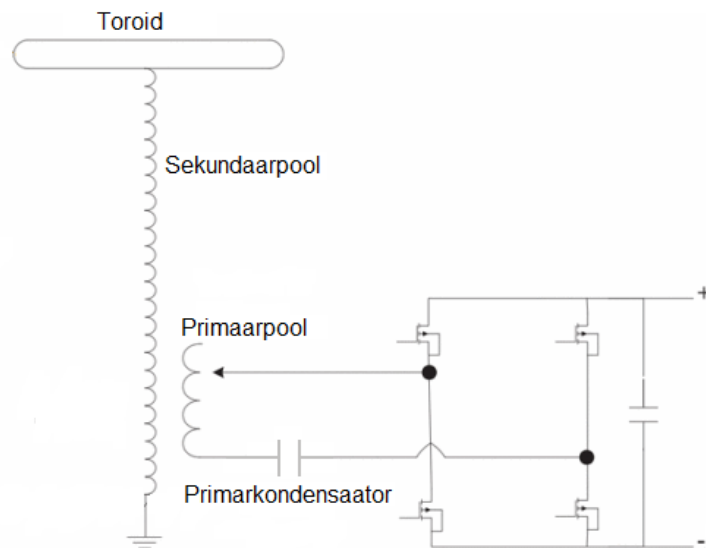 Toroid
Sekundaarpool
Primaarpool
Primarkondensaator
+
-